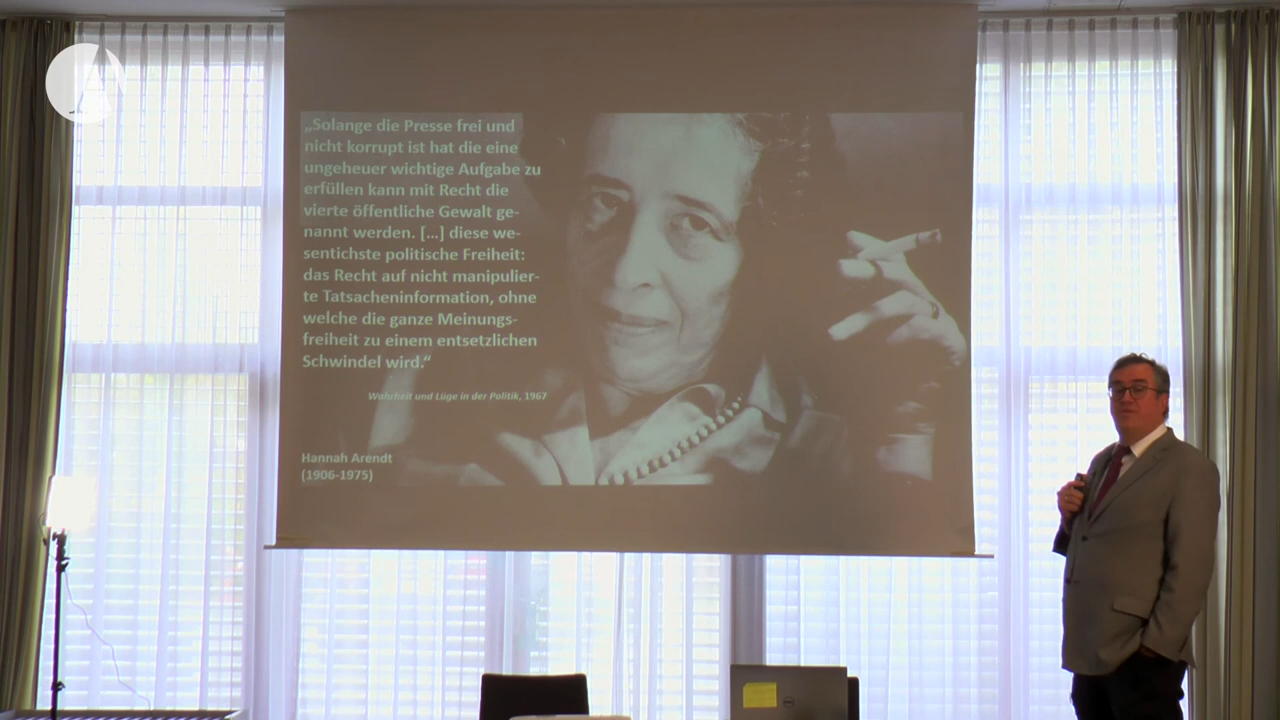 „Solange die Presse frei und
nicht korrupt ist hat die eine
ungeheuer wichtige Aufgabe zu
erfüllen kann mit Recht die
vierte öffentliche Gewalt ge-
nannt werden. [...] diese we-
sentichste politische Freiheit:
das Recht auf nicht manipulier-
te Tatsacheninformation, ohne
welche die ganze Meinungs-
freiheit zu einem entsetzlichen
Schwindel wird.“
Wahrheit und Lüge in der Politik, 1967
Hannah Arendt
(1906-1975)
DELL